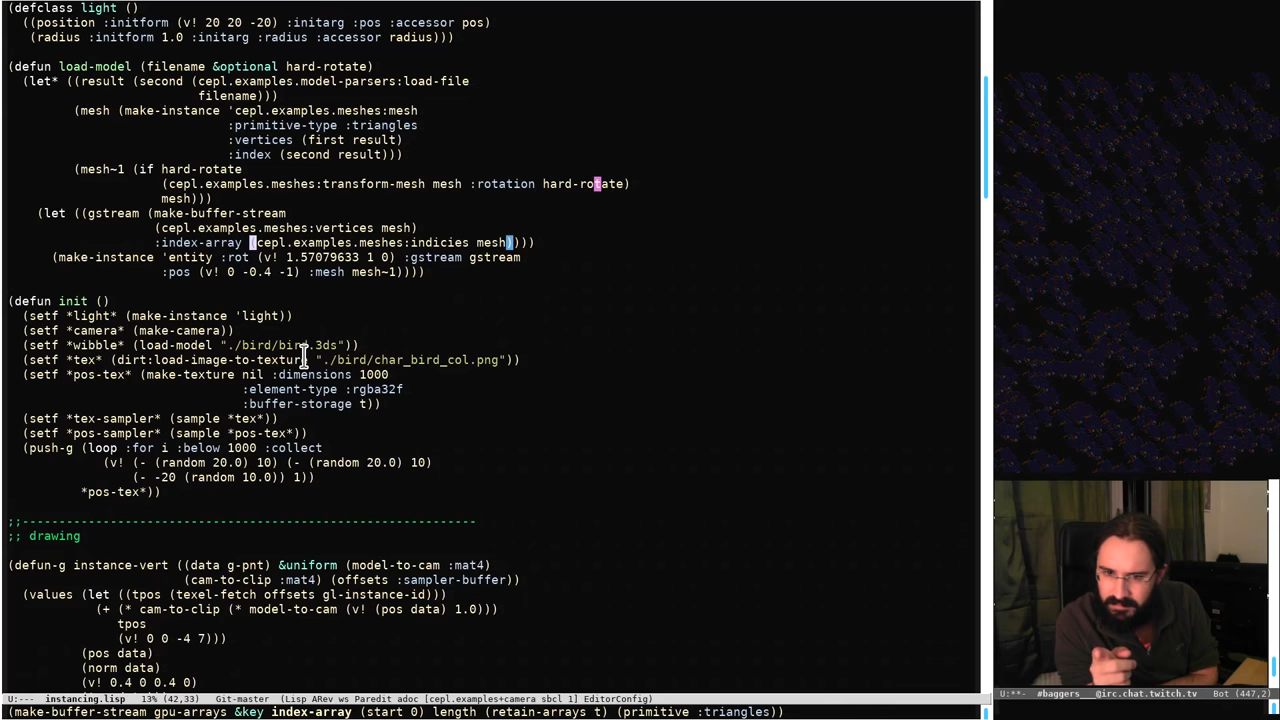 (defclass light ()
  ((position :initform (v! 20 20 -20) :initarg :pos :accessor pos)
   (radius :initform 1.0 :initarg :radius :accessor radius)))
(defun load-model (filename &optional hard-rotate)
  (let* ((result (second (cepl.examples.model-parsers:load-file
                          filename)))
         (mesh (make-instance 'cepl.examples.meshes:mesh
                              :primitive-type :triangles
                              :vertices (first result)
                              :index (second result)))
         (mesh~1 (if hard-rotate
                     (cepl.examples.meshes:transform-mesh mesh :rotation hard-rotate)
                     mesh)))
    (let ((gstream (make-buffer-stream
                    (cepl.examples.meshes:vertices mesh)
                    :index-array (cepl.examples.meshes:indicies mesh))))
      (make-instance 'entity :rot (v! 1.57079633 1 0) :gstream gstream
                     :pos (v! 0 -0.4 -1) :mesh mesh~1))))
(defun init ()
  (setf *light* (make-instance 'light))
  (setf *camera* (make-camera))
  (setf *wibble* (load-model "./bird/bird.3ds"))
  (setf *tex* (dirt:load-image-to-texture "./bird/char_bird_col.png"))
  (setf *pos-tex* (make-texture nil :dimensions 1000
                                :element-type :rgba32f
                                :buffer-storage t))
  (setf *tex-sampler* (sample *tex*))
  (setf *pos-sampler* (sample *pos-tex*))
  (push-g (loop :for i :below 1000 :collect
             (v! (- (random 20.0) 10) (- (random 20.0) 10)
                 (- -20 (random 10.0)) 1))
          *pos-tex*))
;;-------------------------------------------------------------
;; drawing
(defun-g instance-vert ((data g-pnt) &uniform (model-to-cam :mat4)
                        (cam-to-clip :mat4) (offsets :sampler-buffer))
  (values (let ((tpos (texel-fetch offsets gl-instance-id)))
            (+ (* cam-to-clip (* model-to-cam (v! (pos data) 1.0)))
               tpos
               (v! 0 0 -4 7)))
          (pos data)
          (norm data)
          (v! 0.4 0 0.4 0)
U:---  instancing.lisp   13% (42,33)   Git-master  (Lisp ARev ws Paredit adoc [cepl.examples+camera sbcl 1] EditorConfig)
U:**-  #baggers___@irc.chat.twitch.tv   Bot (447,2)
(make-buffer-stream gpu-arrays &key index-array (start 0) length (retain-arrays t) (primitive :triangles))